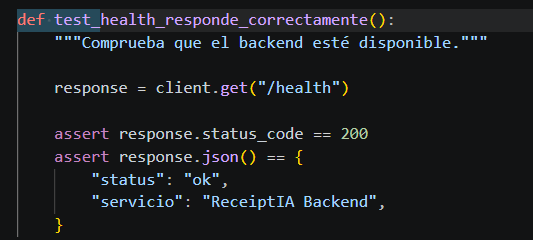 def test_health_responde_correctamente():
    """Comprueba que el backend esté disponible."""

    response = client.get("/health")

    assert response.status_code == 200
    assert response.json() == {
        "status": "ok",
        "servicio": "ReceiptIA Backend",
    }